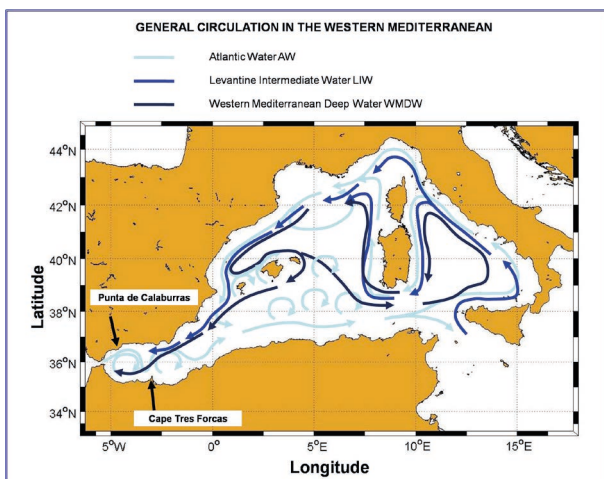 GENERAL CIRCULATION IN THE WESTERN MEDITERRANEAN
Atlantic Water AW
Levantine Intermediate Water LIW
Western Mediterranean Deep Water WMDW
44°N
42°N
40°N
38°N
36°N
34°N
Latitude
Punta de Calaburras
Cape Tres Forcas
5°W
0°
5°E
10°E
15°E
Longitude